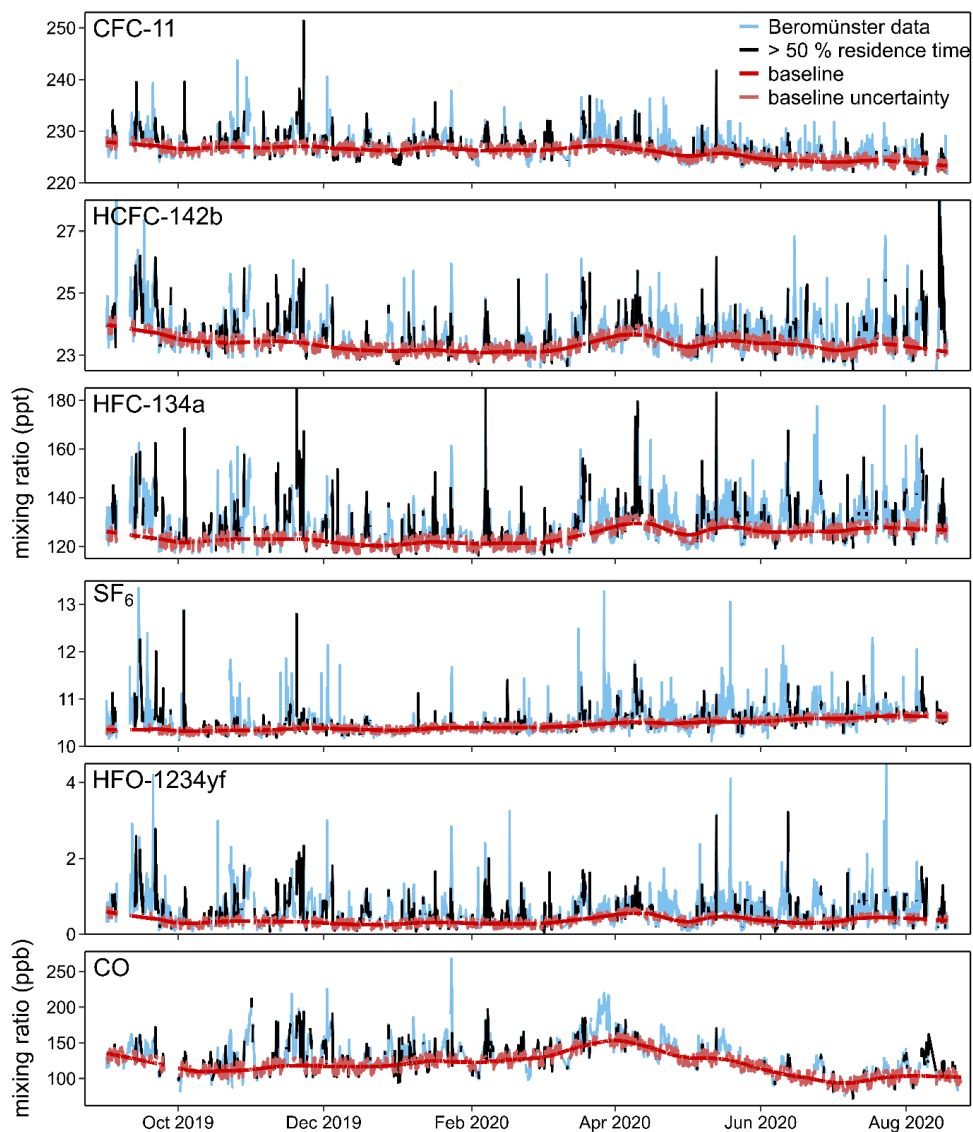 CFC-11
Beromünster data
> 50 % residence time
baseline
baseline uncertainty
250
240
230
220
HCFC-142b
27
25
23
HFC-134a
180
160
140
120
mixing ratio (ppt)
SF₆
13
12
11
10
HFO-1234yf
4
2
0
CO
250
200
150
100
mixing ratio (ppb)
Oct 2019 Dec 2019 Feb 2020 Apr 2020 Jun 2020 Aug 2020